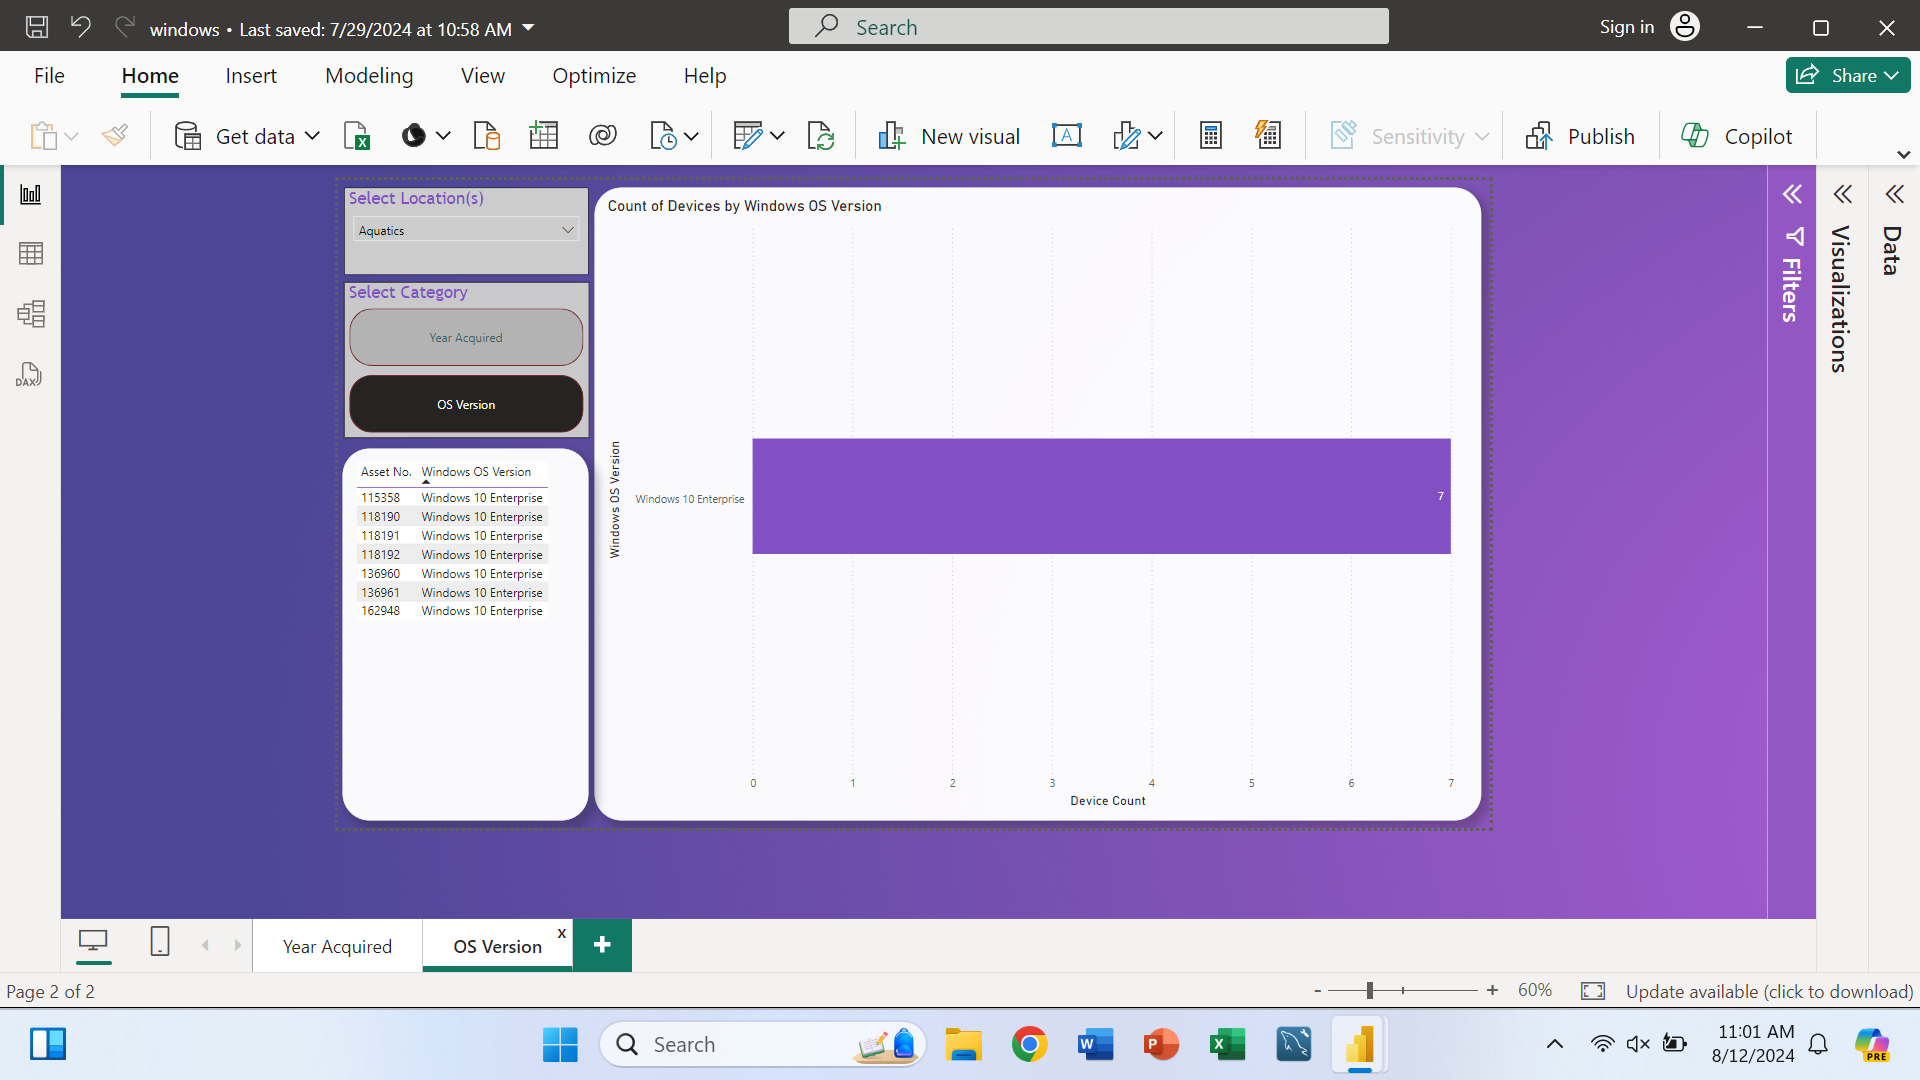 windows • Last saved: 7/29/2024 at 10:58 AM
Search
Sign in
File
Home
Insert
Modeling
View
Optimize
Help
Share
Get data
New visual
Sensitivity
Publish
Copilot
DAX
Select Location(s)
Aquatics
Select Category
Year Acquired
OS Version
Asset No. Windows OS Version
115358 Windows 10 Enterprise
118190 Windows 10 Enterprise
118191 Windows 10 Enterprise
118192 Windows 10 Enterprise
136960 Windows 10 Enterprise
136961 Windows 10 Enterprise
162948 Windows 10 Enterprise
Count of Devices by Windows OS Version
Windows OS Version
Windows 10 Enterprise
7
0 1 2 3 4 5 6 7
Device Count
Filters
Visualizations
Data
Year Acquired
OS Version
x
+
Page 2 of 2
- + 60%
Update available (click to download)
Search
W
P
X
11:01 AM
8/12/2024
PRE